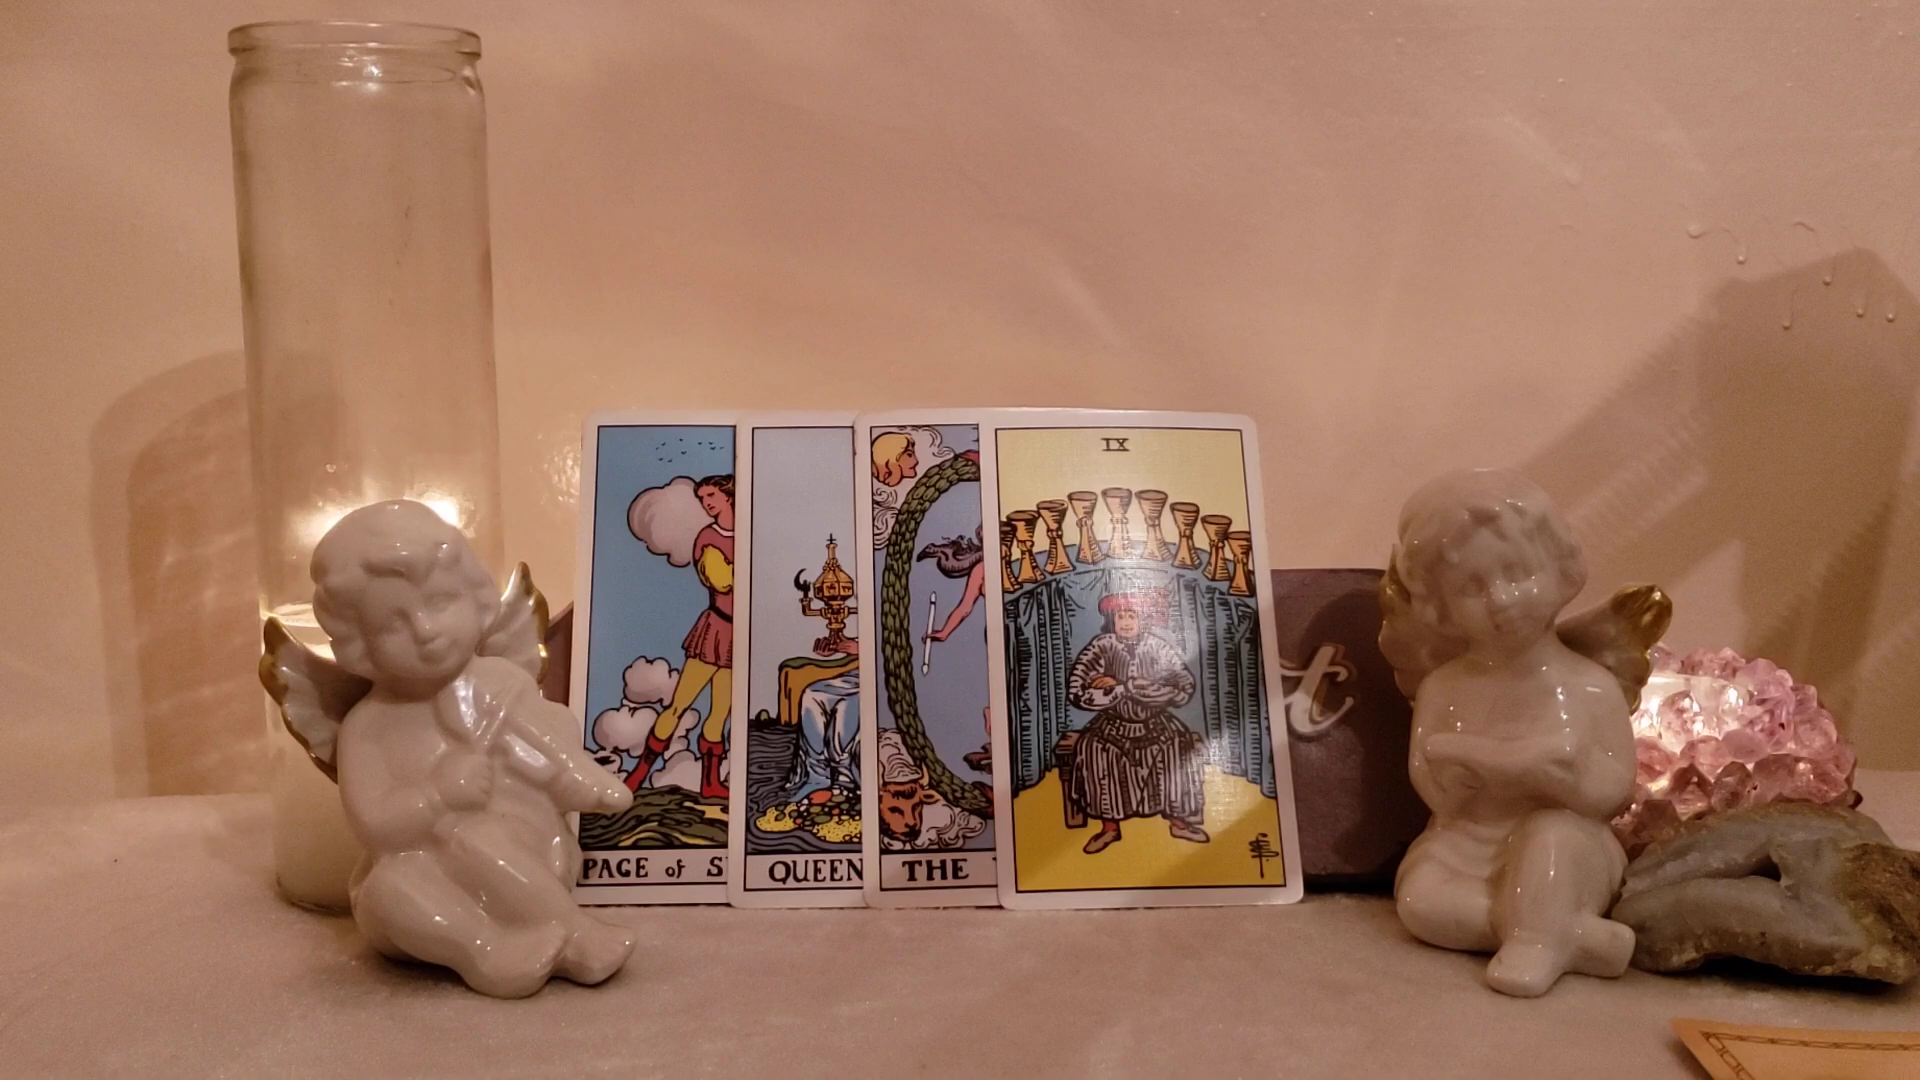 IX
PAGE of S
QUEEN
THE
t